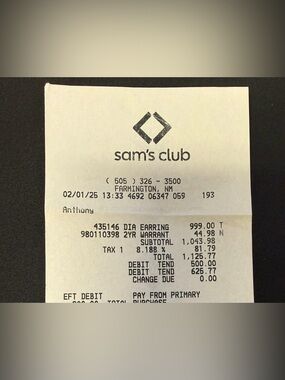 sam's club
( 505 ) 326 - 3500
FARMINGTON, NM
02/01/25 13:33 4692 06347 059 193
Anthony
435146 DIA EARRING 999.00 T
980110398 2YR WARRANT 44.98 N
SUBTOTAL 1,043.98
TAX 1 8.188 % 81.79
TOTAL 1,125.77
DEBIT TEND 500.00
DEBIT TEND 625.77
CHANGE DUE 0.00
EFT DEBIT PAY FROM PRIMARY
TOTAL PURCHASE